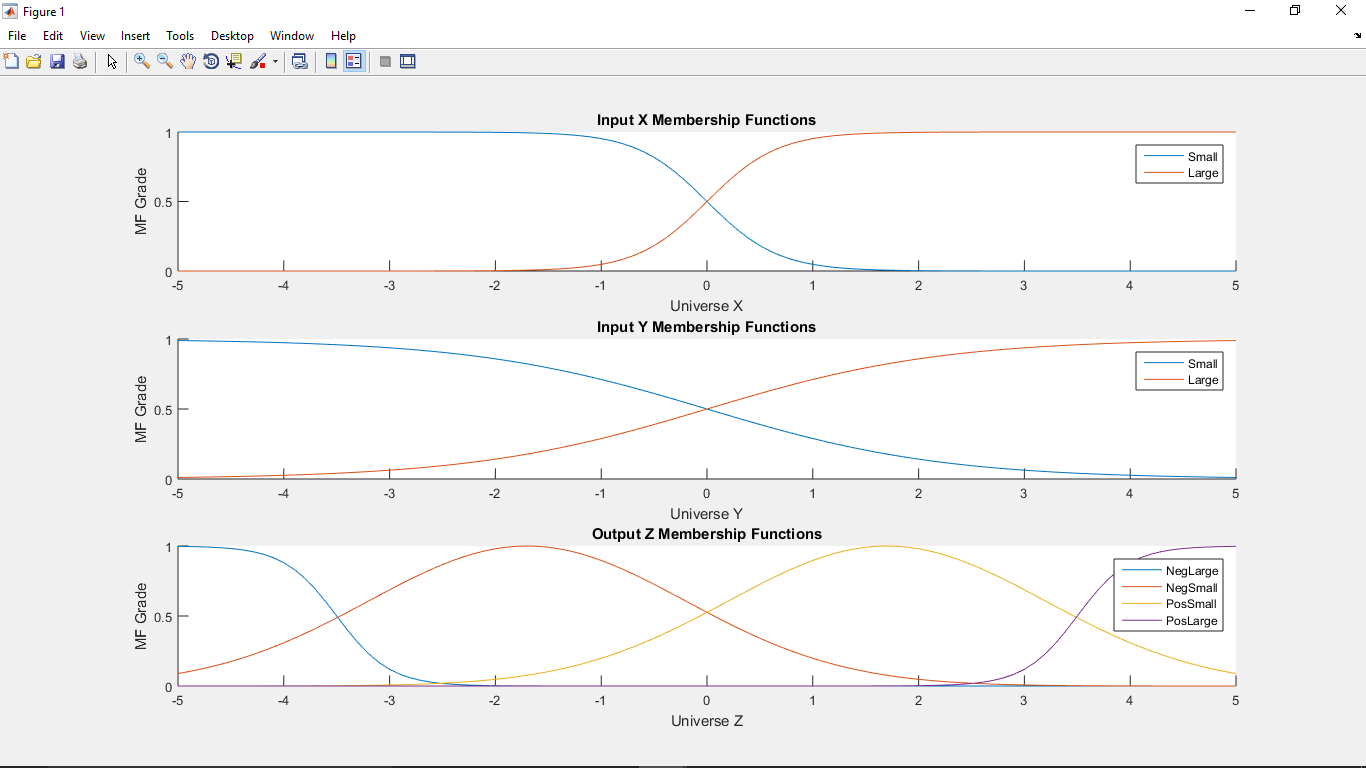 Figure 1
File Edit View Insert Tools Desktop Window Help
Input X Membership Functions
MF Grade
1
0.5
0
Small
Large
-5 -4 -3 -2 -1 0 1 2 3 4 5
Universe X
Input Y Membership Functions
MF Grade
1
0.5
0
Small
Large
-5 -4 -3 -2 -1 0 1 2 3 4 5
Universe Y
Output Z Membership Functions
MF Grade
1
0.5
0
NegLarge
NegSmall
PosSmall
PosLarge
-5 -4 -3 -2 -1 0 1 2 3 4 5
Universe Z